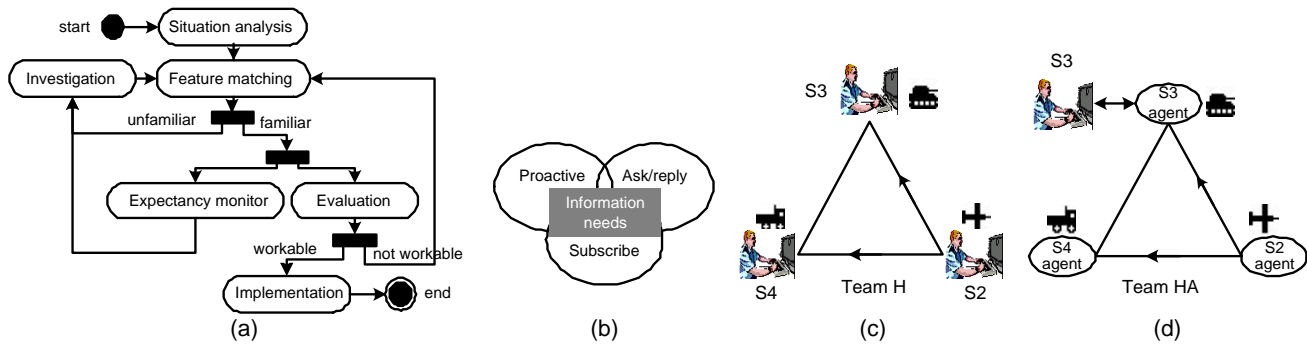 start
Situation analysis
Investigation
Feature matching
unfamiliar
familiar
Expectancy monitor
Evaluation
workable
not workable
Implementation
end
(a)
Proactive
Ask/reply
Information
needs
Subscribe
(b)
S3
S4
Team H
S2
(c)
S3
S3
agent
S4
agent
Team HA
S2
agent
(d)